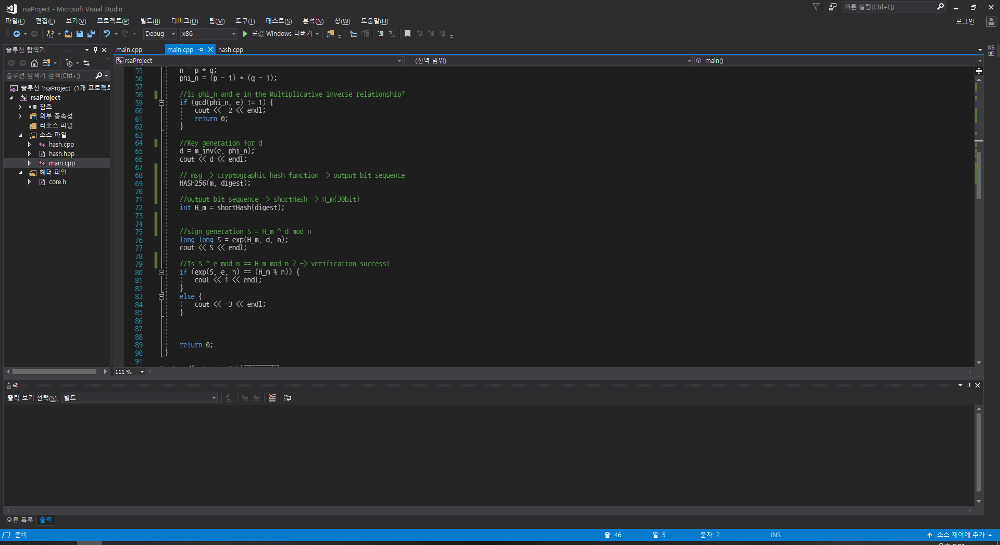 rsaProject - Microsoft Visual Studio
빠른 실행(Ctrl+Q)
파일(F) 편집(E) 보기(V) 프로젝트(P) 빌드(B) 디버그(D) 팀(M) 도구(T) 테스트(S) 분석(N) 창(W) 도움말(H)
로그인
Debug x86 로컬 Windows 디버거
솔루션 탐색기
솔루션 탐색기 검색(Ctrl+;)
솔루션 'rsaProject' (1개 프로젝트
rsaProject
참조
외부 종속성
리소스 파일
소스 파일
hash.cpp
hash.hpp
main.cpp
헤더 파일
core.h
main.cpp main.cpp hash.cpp
rsaProject (전역 범위) main()
55 n = p * q;
56 phi_n = (p - 1) * (q - 1);
57
58 //Is phi_n and e in the Multiplicative inverse relationship?
59 if (gcd(phi_n, e) != 1) {
60 cout << -2 << endl;
61 return 0;
62 }
63
64 //Key generation for d
65 d = m_inv(e, phi_n);
66 cout << d << endl;
67
68 // msg -> cryptographic hash function -> output bit sequence
69 HASH256(m, digest);
70
71 //output bit sequence -> shortHash -> H_m(30bit)
72 int H_m = shortHash(digest);
73
74
75 //sign generation S = H_m ^ d mod n
76 long long S = exp(H_m, d, n);
77 cout << S << endl;
78
79 //Is S ^ e mod n == H_m mod n ? -> verification success!
80 if (exp(S, e, n) == (H_m % n)) {
81 cout << 1 << endl;
82 }
83 else {
84 cout << -3 << endl;
85 }
86
87
88
89 return 0;
90 }
91
111 %
출력
출력 보기 선택(S): 빌드
오류 목록 출력
준비
줄: 46 열: 5 문자: 2 INS
소스 제어에 추가